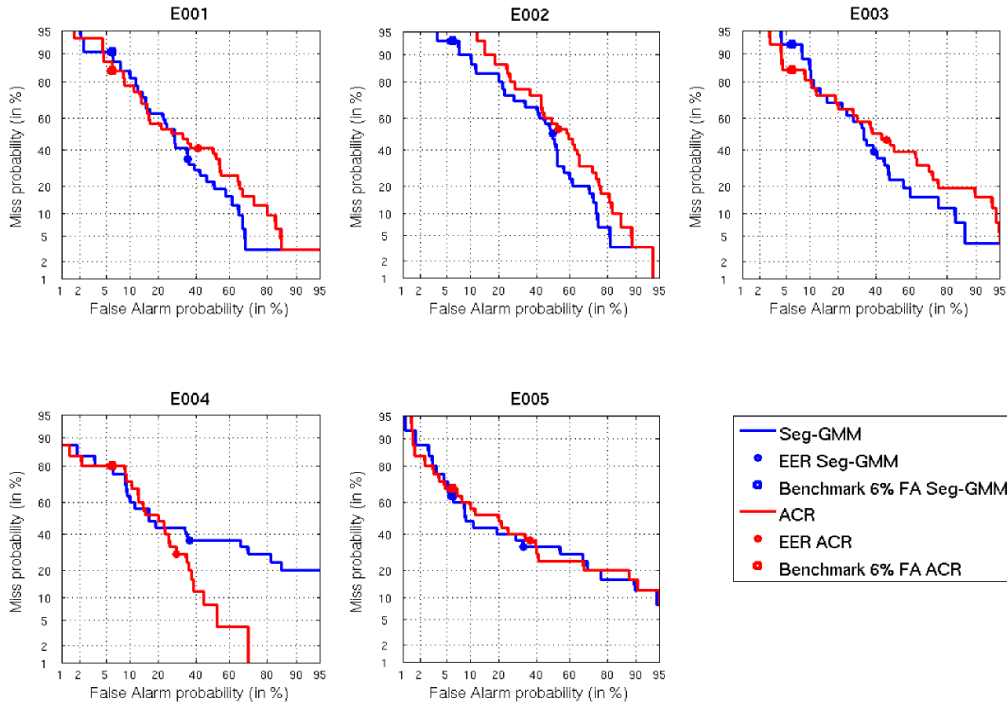 E001
95
90
80
60
40
20
10
5
2
1
Miss probability (in %)
1 2 5 10 20 40 60 80 90 95
False Alarm probability (in %)
E002
95
90
80
60
40
20
10
5
2
1
Miss probability (in %)
1 2 5 10 20 40 60 80 90 95
False Alarm probability (in %)
E003
95
90
80
60
40
20
10
5
2
1
Miss probability (in %)
1 2 5 10 20 40 60 80 90 95
False Alarm probability (in %)
E004
95
90
80
60
40
20
10
5
2
1
Miss probability (in %)
1 2 5 10 20 40 60 80 90 95
False Alarm probability (in %)
E005
95
90
80
60
40
20
10
5
2
1
Miss probability (in %)
1 2 5 10 20 40 60 80 90 95
False Alarm probability (in %)
Seg-GMM
EER Seg-GMM
Benchmark 6% FA Seg-GMM
ACR
EER ACR
Benchmark 6% FA ACR